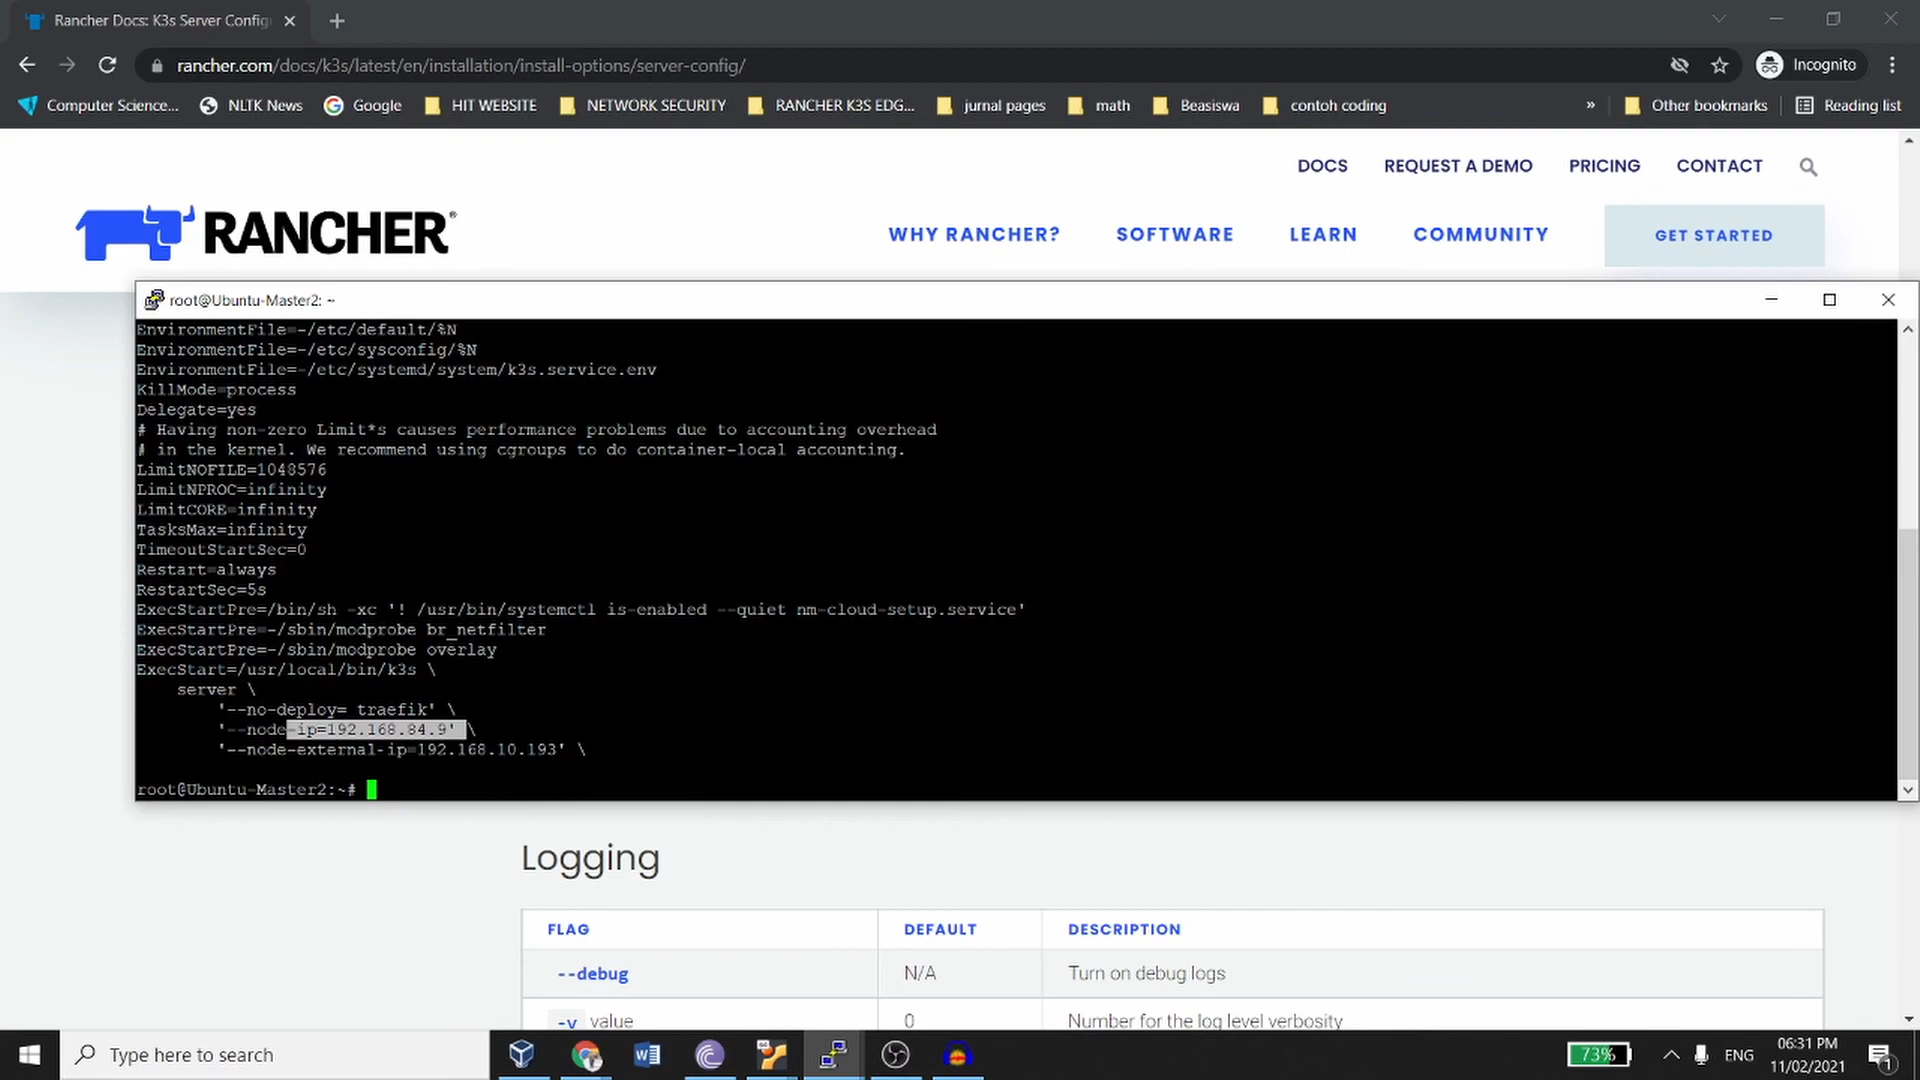 Rancher Docs: K3s Server Config
rancher.com/docs/k3s/latest/en/installation/install-options/server-config/
Incognito
Computer Science...
NLTK News
Google
HIT WEBSITE
NETWORK SECURITY
RANCHER K3S EDG...
jurnal pages
math
Beasiswa
contoh coding
»
Other bookmarks
Reading list
DOCS
REQUEST A DEMO
PRICING
CONTACT
RANCHER®
WHY RANCHER?
SOFTWARE
LEARN
COMMUNITY
GET STARTED
root@Ubuntu-Master2: ~
EnvironmentFile=-/etc/default/%N
EnvironmentFile=-/etc/sysconfig/%N
EnvironmentFile=-/etc/systemd/system/k3s.service.env
KillMode=process
Delegate=yes
# Having non-zero Limit*s causes performance problems due to accounting overhead
# in the kernel. We recommend using cgroups to do container-local accounting.
LimitNOFILE=1048576
LimitNPROC=infinity
LimitCORE=infinity
TasksMax=infinity
TimeoutStartSec=0
Restart=always
RestartSec=5s
ExecStartPre=/bin/sh -xc '! /usr/bin/systemctl is-enabled --quiet nm-cloud-setup.service'
ExecStartPre=-/sbin/modprobe br_netfilter
ExecStartPre=-/sbin/modprobe overlay
ExecStart=/usr/local/bin/k3s \
server \
'--no-deploy= traefik' \
'--node-ip=192.168.84.9' \
'--node-external-ip=192.168.10.193' \
root@Ubuntu-Master2:~#
Logging
FLAG DEFAULT DESCRIPTION
--debug N/A Turn on debug logs
-v value 0 Number for the log level verbosity
Type here to search
73%
ENG
06:31 PM
11/02/2021
1